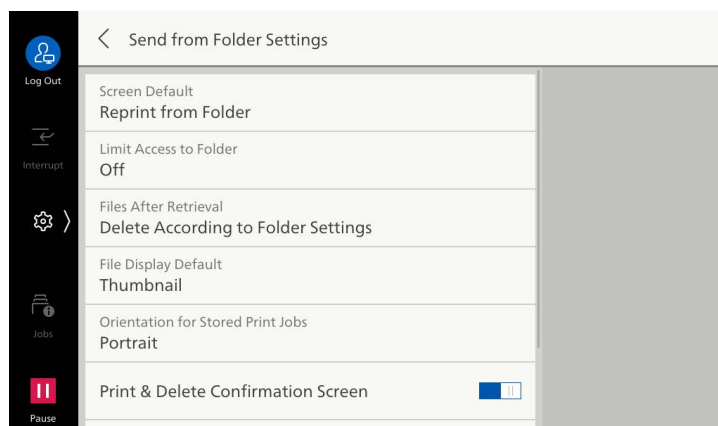 Send from Folder Settings
Log Out
Interrupt
Jobs
Pause
Screen Default
Reprint from Folder
Limit Access to Folder
Off
Files After Retrieval
Delete According to Folder Settings
File Display Default
Thumbnail
Orientation for Stored Print Jobs
Portrait
Print & Delete Confirmation Screen